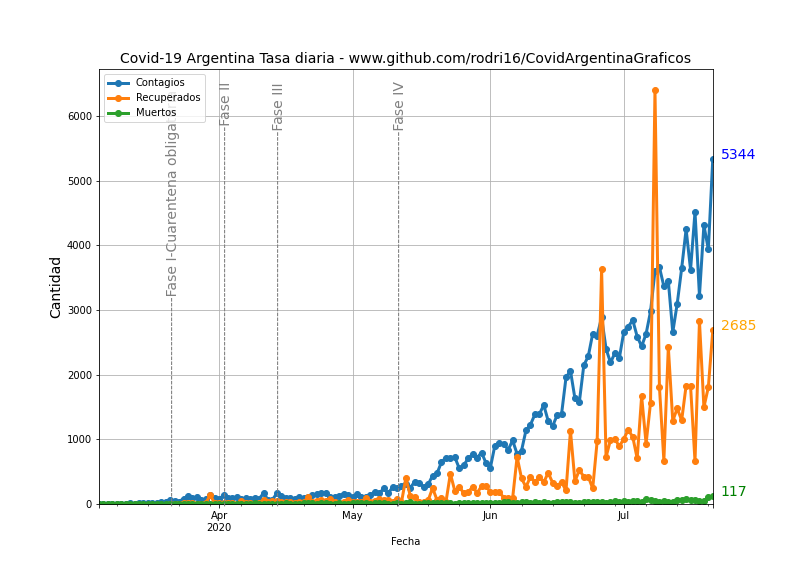 Covid-19 Argentina Tasa diaria - www.github.com/rodri16/CovidArgentinaGraficos
Contagios
Recuperados
Muertos
Fase I-Cuarentena obligatoria
Fase II
Fase III
Fase IV
Cantidad
6000
5000
4000
3000
2000
1000
0
5344
2685
117
Apr
2020
May
Jun
Jul
Fecha